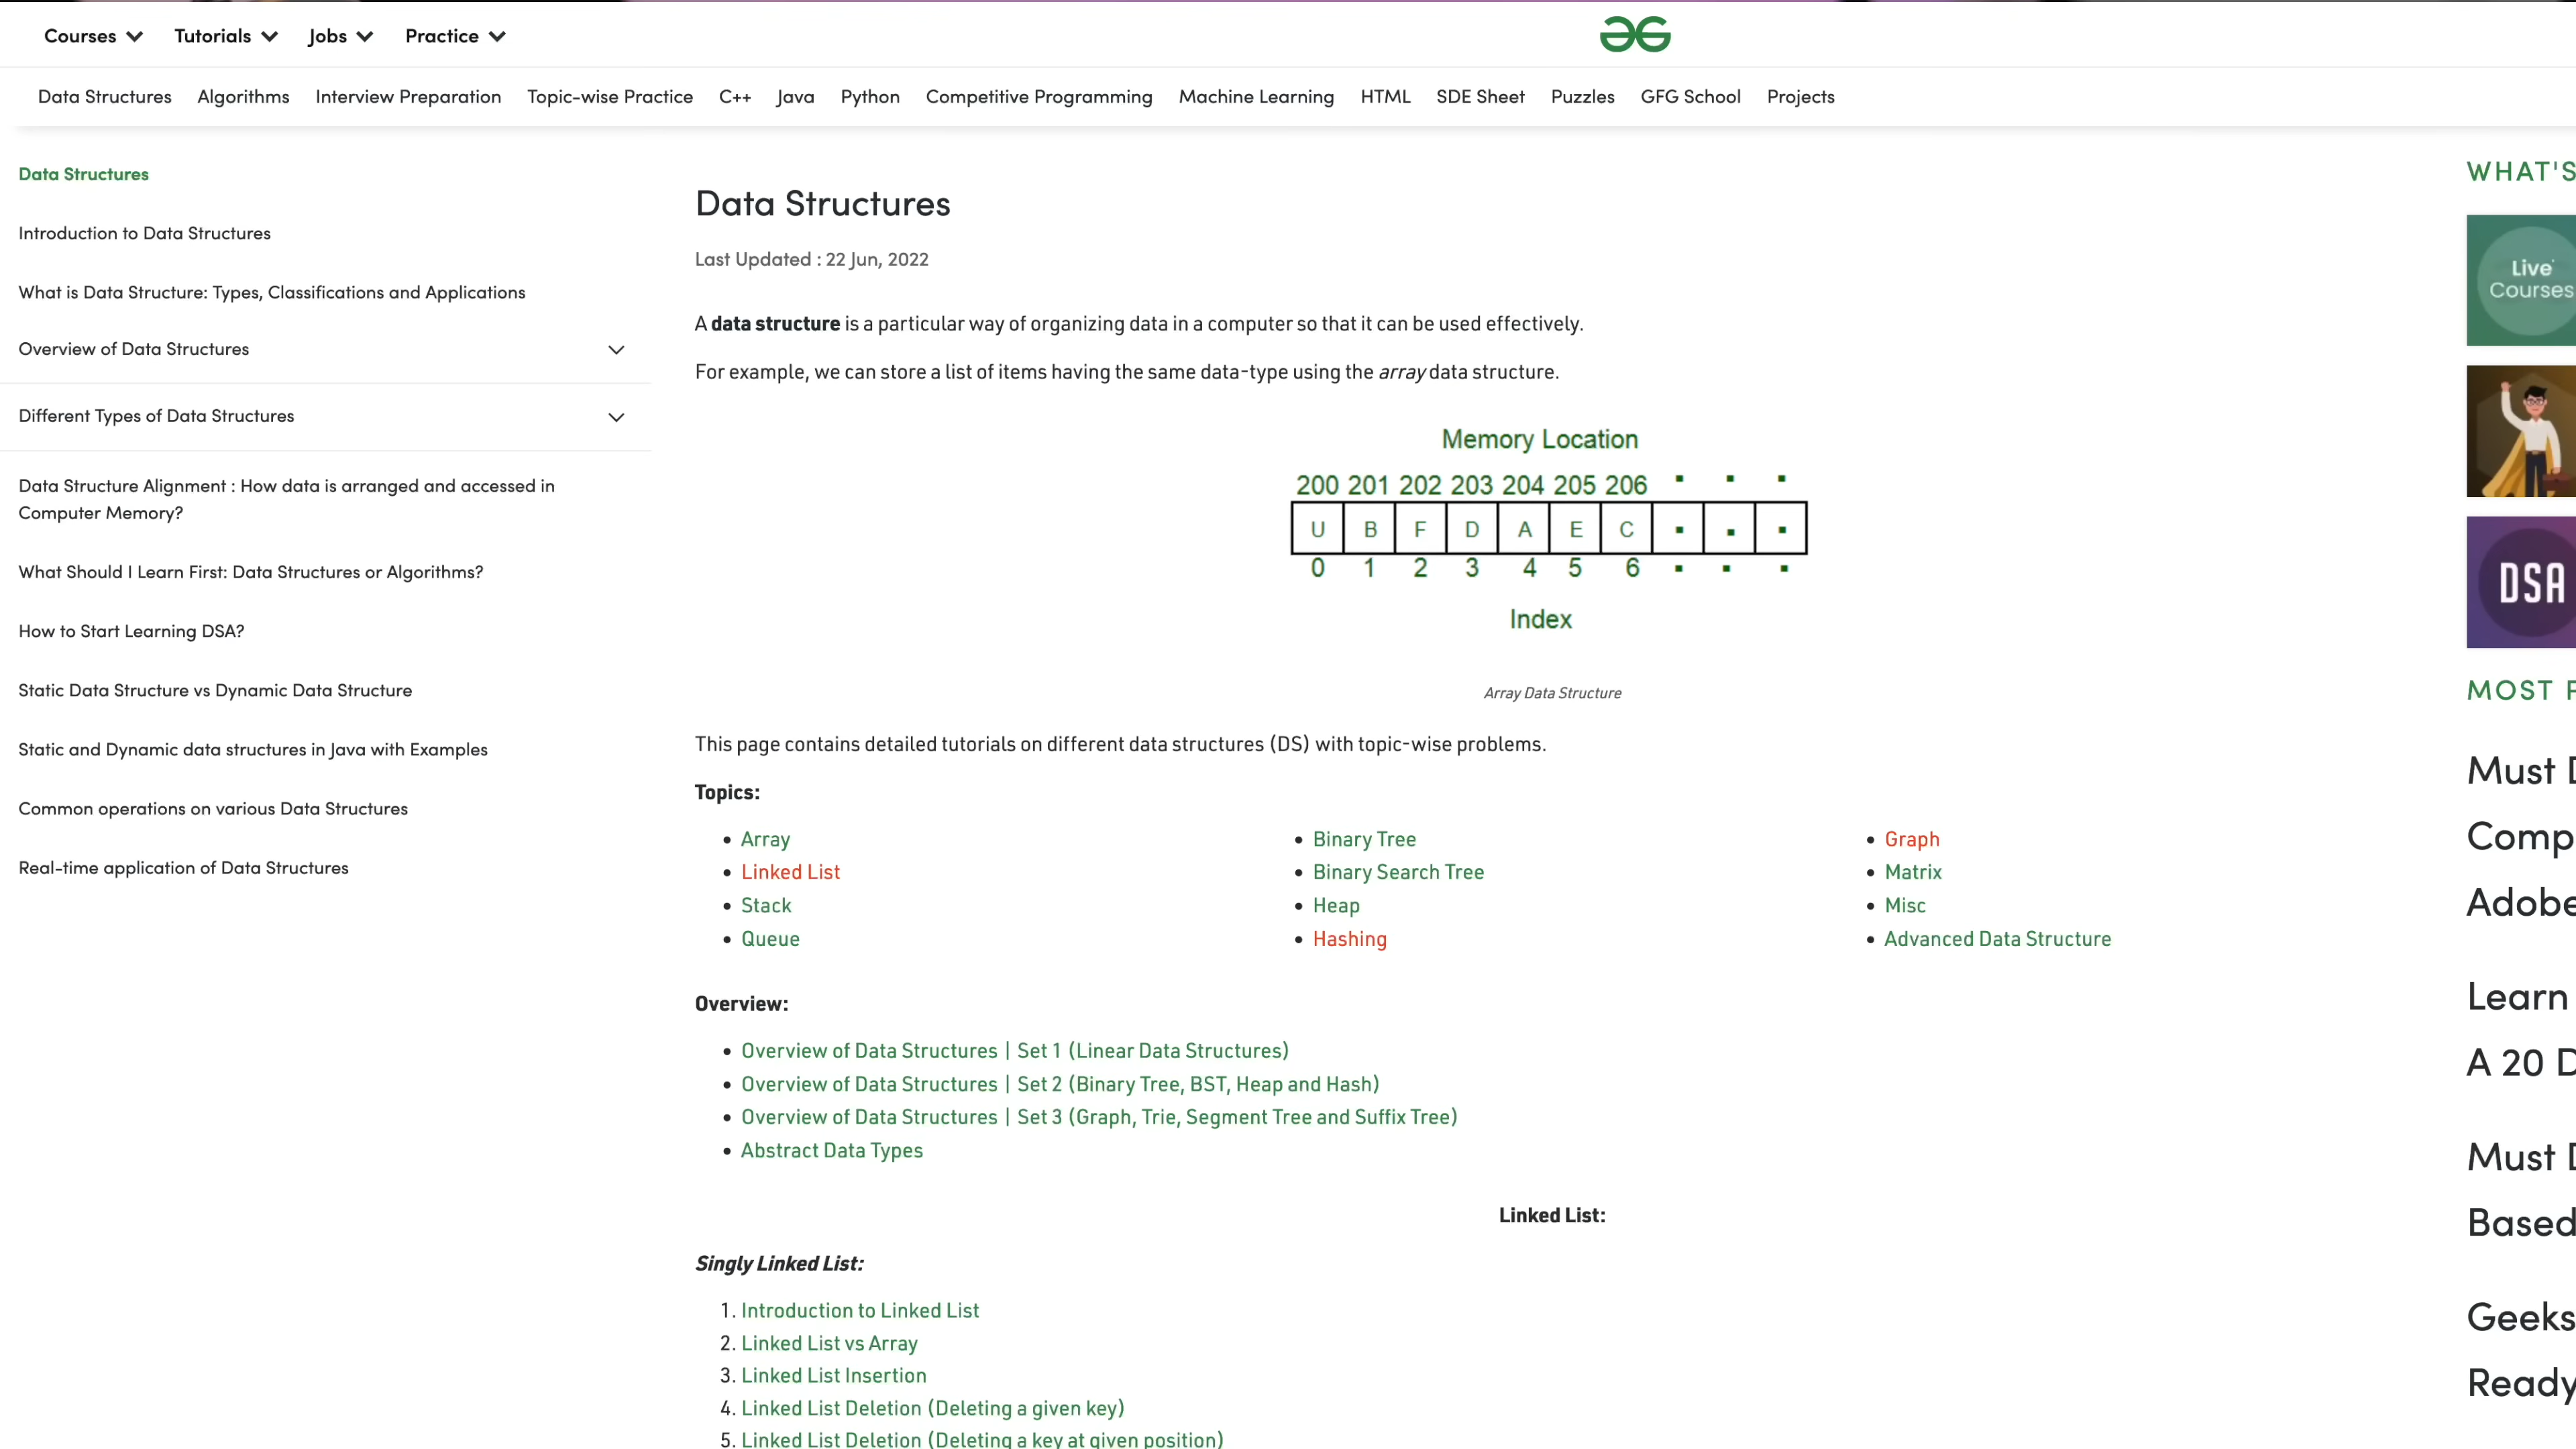 Courses
Tutorials
Jobs
Practice
Data Structures
Algorithms
Interview Preparation
Topic-wise Practice
C++
Java
Python
Competitive Programming
Machine Learning
HTML
SDE Sheet
Puzzles
GFG School
Projects
Data Structures
Introduction to Data Structures
What is Data Structure: Types, Classifications and Applications
Overview of Data Structures
Different Types of Data Structures
Data Structure Alignment : How data is arranged and accessed in
Computer Memory?
What Should I Learn First: Data Structures or Algorithms?
How to Start Learning DSA?
Static Data Structure vs Dynamic Data Structure
Static and Dynamic data structures in Java with Examples
Common operations on various Data Structures
Real-time application of Data Structures
Data Structures
Last Updated : 22 Jun, 2022
A data structure is a particular way of organizing data in a computer so that it can be used effectively.
For example, we can store a list of items having the same data-type using the array data structure.
Memory Location
200 201 202 203 204 205 206 . . .
U B F D A E C . . .
0 1 2 3 4 5 6 . . .
Index
Array Data Structure
This page contains detailed tutorials on different data structures (DS) with topic-wise problems.
Topics:
• Array
• Linked List
• Stack
• Queue
• Binary Tree
• Binary Search Tree
• Heap
• Hashing
• Graph
• Matrix
• Misc
• Advanced Data Structure
Overview:
• Overview of Data Structures | Set 1 (Linear Data Structures)
• Overview of Data Structures | Set 2 (Binary Tree, BST, Heap and Hash)
• Overview of Data Structures | Set 3 (Graph, Trie, Segment Tree and Suffix Tree)
• Abstract Data Types
Linked List:
Singly Linked List:
1. Introduction to Linked List
2. Linked List vs Array
3. Linked List Insertion
4. Linked List Deletion (Deleting a given key)
5. Linked List Deletion (Deleting a key at given position)
WHAT'S
Live
Courses
DSA
MOST
Must
Comp
Adobe
Learn
A 20
Must
Based
Geeks
Ready